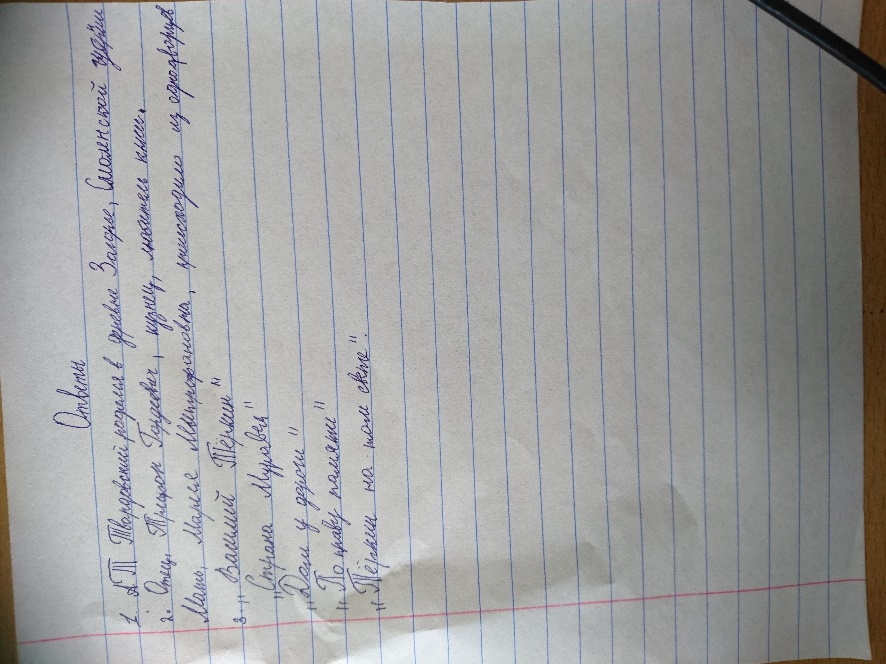 Ответы
1. А.Т Твардовский родился в деревне Загорье, Смоленской губернии
2. Отец, Трифон Гордеевич, кузнец, любитель книг.
Мать, Мария Митрофановна, происходила из однодворцев
3 "Василий Тёркин"
"Страна Муравия"
"Дом у дороги"
"По праву памяти"
"Тёркин на том свете".